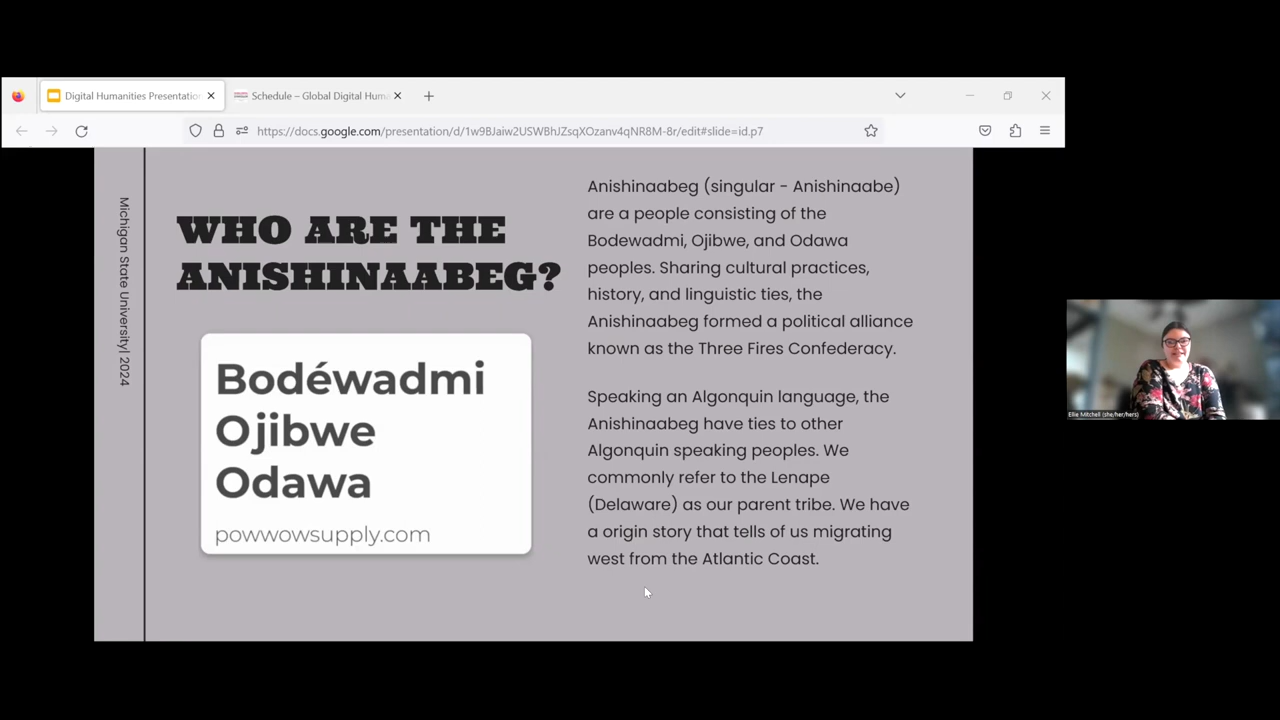 Digital Humanities Presentation
Schedule – Global Digital Huma
https://docs.google.com/presentation/d/1w9BJaiw2USWBhJZsqXOzanv4qNR8M-8r/edit#slide=id.p7
Michigan State University| 2024
WHO ARE THE
ANISHINAABEG?
Bodéwadmi
Ojibwe
Odawa
powwowsupply.com
Anishinaabeg (singular - Anishinaabe)
are a people consisting of the
Bodewadmi, Ojibwe, and Odawa
peoples. Sharing cultural practices,
history, and linguistic ties, the
Anishinaabeg formed a political alliance
known as the Three Fires Confederacy.
Speaking an Algonquin language, the
Anishinaabeg have ties to other
Algonquin speaking peoples. We
commonly refer to the Lenape
(Delaware) as our parent tribe. We have
a origin story that tells of us migrating
west from the Atlantic Coast.
Ellie Mitchell (she/her/hers)